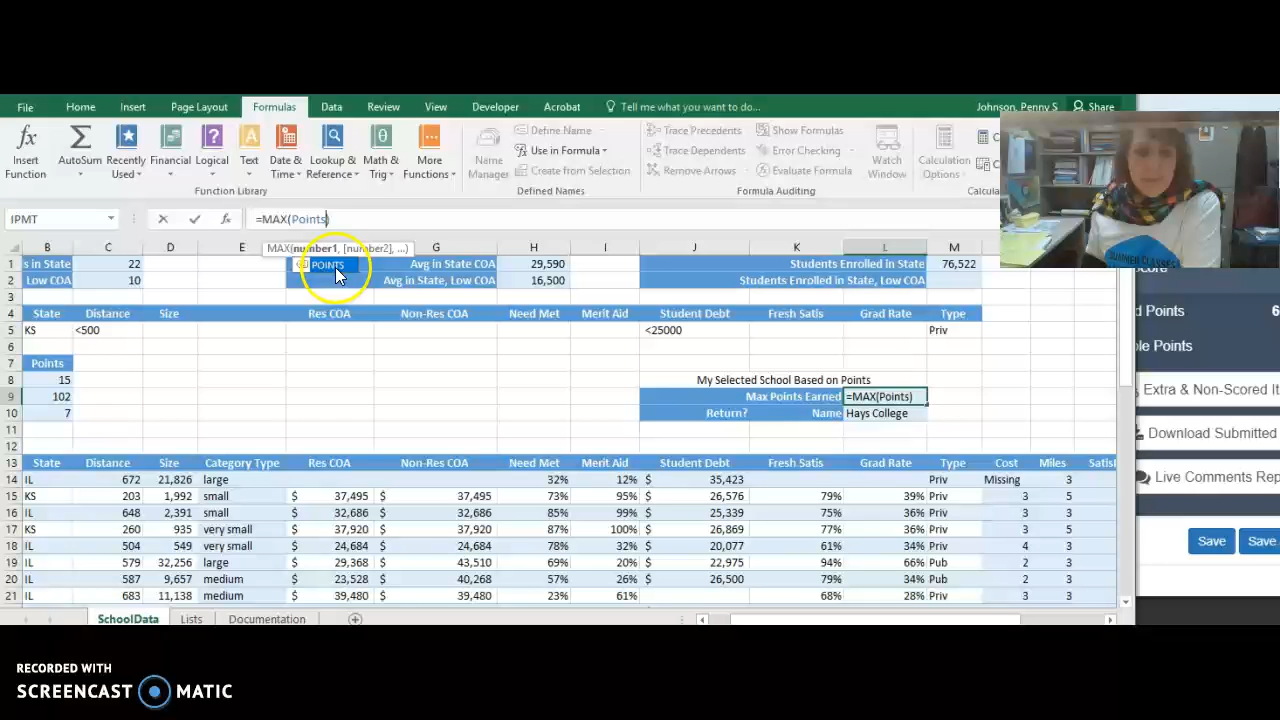 File Home Insert Page Layout Formulas Data Review View Developer Acrobat Tell me what you want to do... Johnson, Penny S Share
Insert Function AutoSum Recently Used Financial Logical Text Date & Time Lookup & Reference Math & Trig More Functions
Function Library
Name Manager Define Name Use in Formula Create from Selection
Defined Names
Trace Precedents Show Formulas
Trace Dependents Error Checking
Remove Arrows Evaluate Formula
Watch Window
Formula Auditing
Calculation Options
Calcula
IPMT =MAX(Points)
MAX(number1, [number2], ...)
POINTS
B C D E G H I J K L M
1 s in State 22 Avg in State COA 29,590 Students Enrolled in State 76,522
2 Low COA 10 Avg in State, Low COA 16,500 Students Enrolled in State, Low COA
3
4 State Distance Size Res COA Non-Res COA Need Met Merit Aid Student Debt Fresh Satis Grad Rate Type
5 KS <500 <25000 Priv
6
7 Points
8 15 My Selected School Based on Points
9 102 Max Points Earned =MAX(Points)
10 7 Return? Name Hays College
11
12
13 State Distance Size Category Type Res COA Non-Res COA Need Met Merit Aid Student Debt Fresh Satis Grad Rate Type Cost Miles
14 IL 672 21,826 large 32% 12% $ 35,423 Priv Missing 3
15 KS 203 1,992 small $ 37,495 $ 37,495 73% 95% $ 26,576 79% 39% Priv 3 5
16 IL 648 2,391 small $ 32,686 $ 32,686 85% 99% $ 25,339 75% 36% Priv 3 3
17 KS 260 935 very small $ 37,920 $ 37,920 87% 100% $ 26,869 77% 36% Priv 3 5
18 IL 504 549 very small $ 24,684 $ 24,684 78% 32% $ 20,077 61% 34% Priv 4 3
19 IL 579 32,256 large $ 29,368 $ 43,510 69% 20% $ 22,975 94% 66% Pub 2 3
20 IL 587 9,657 medium $ 23,528 $ 40,268 57% 26% $ 26,500 79% 34% Pub 2 3
21 IL 683 11,138 medium $ 39,480 $ 39,480 23% 61% 68% 28% Priv 3 3
SchoolData Lists Documentation
SUMMER CLASSES
d Points 6
le Points
Extra & Non-Scored It
Download Submitted
Live Comments Rep
Save Save
RECORDED WITH
SCREENCAST MATIC